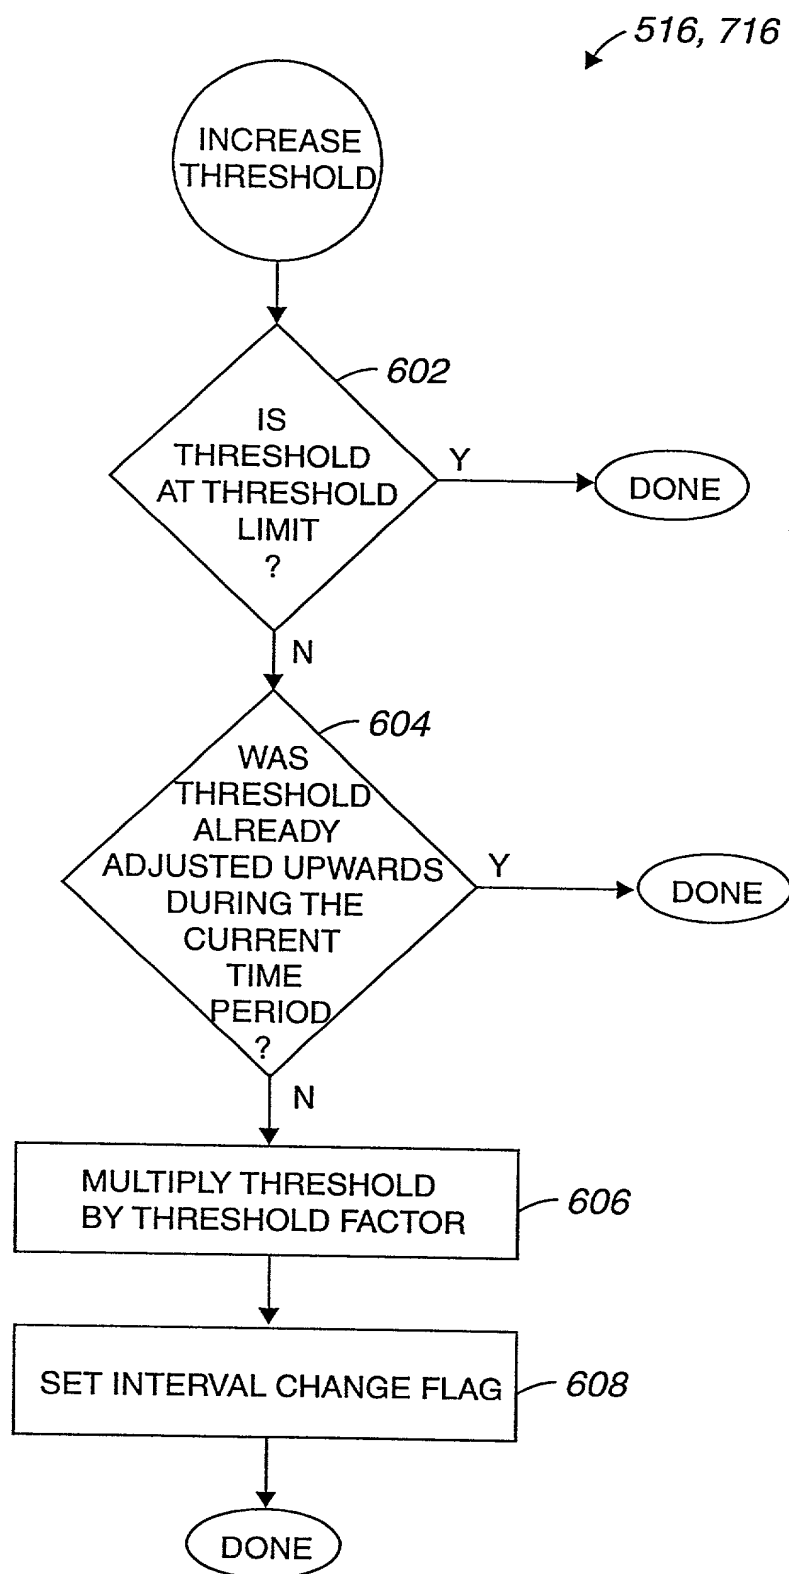 516, 716
INCREASE
THRESHOLD
602
IS
THRESHOLD
AT THRESHOLD
LIMIT
?
Y
DONE
N
604
WAS
THRESHOLD
ALREADY
ADJUSTED UPWARDS
DURING THE
CURRENT
TIME
PERIOD
?
Y
DONE
N
MULTIPLY THRESHOLD
BY THRESHOLD FACTOR
606
SET INTERVAL CHANGE FLAG
608
DONE